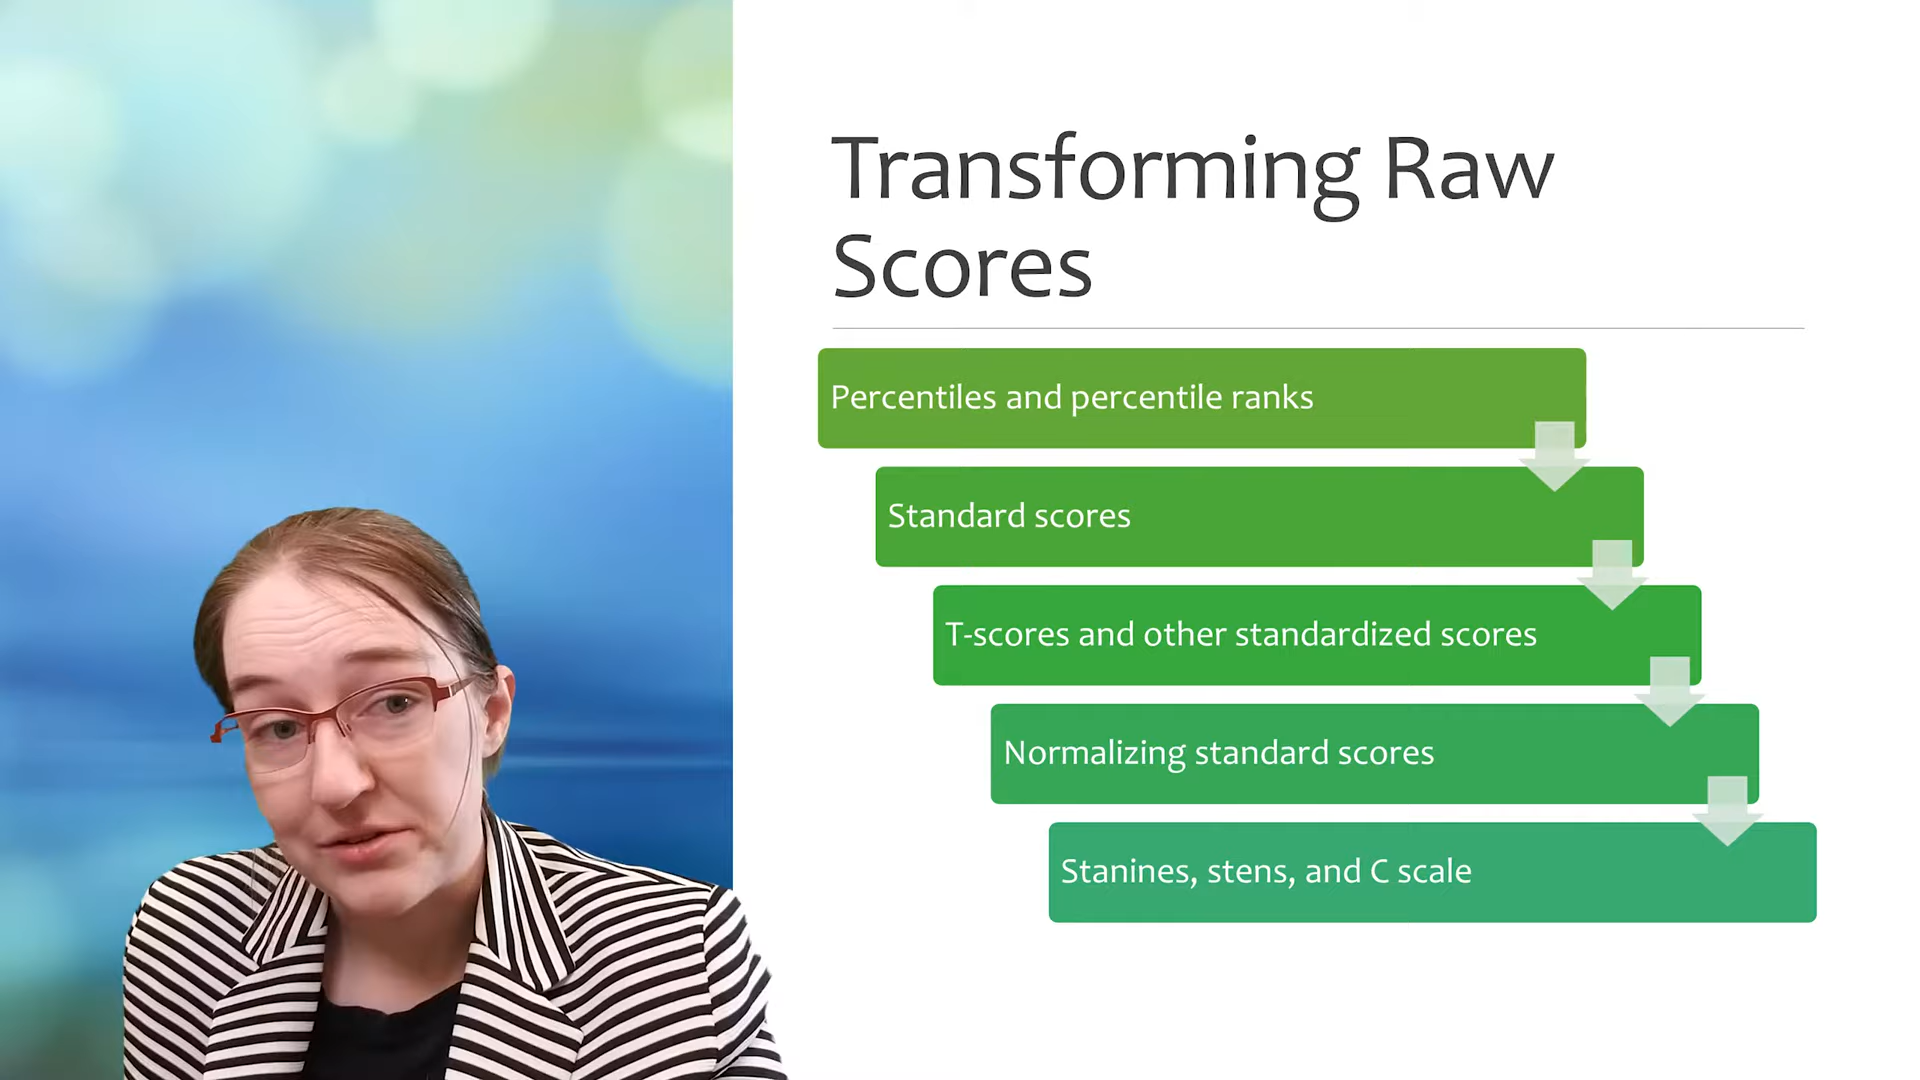 Transforming Raw
Scores
Percentiles and percentile ranks
Standard scores
T-scores and other standardized scores
Normalizing standard scores
Stanines, stens, and C scale